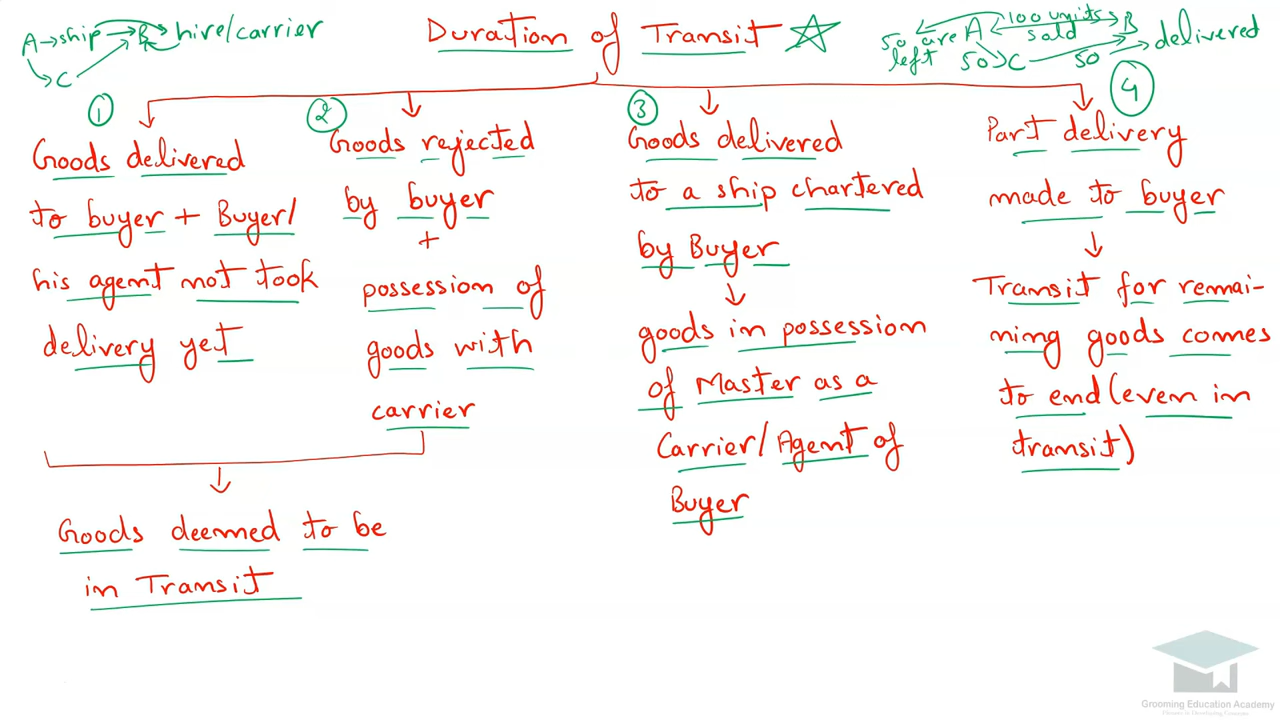 Duration of Transit
A → ship → B → hire/carrier
C
50 are left
A
100 units
sold
B
50
C
50
delivered
①
Goods delivered
to buyer + Buyer/
his agent not took
delivery yet
②
Goods rejected
by buyer
+
possession of
goods with
carrier
Goods deemed to be
in Transit
③
Goods delivered
to a ship chartered
by Buyer
goods in possession
of Master as a
Carrier/Agent of
Buyer
④
Part delivery
made to buyer
Transit for remai-
ning goods comes
to end (even in
transit)
Grooming Education Academy